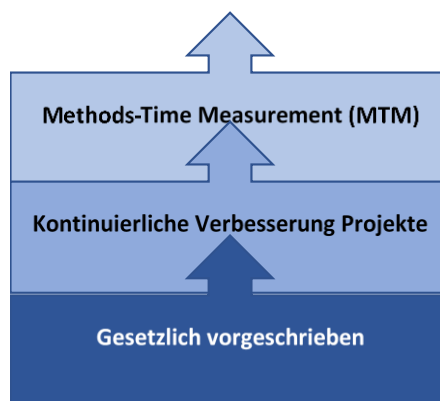 Methods-Time Measurement (MTM)
Kontinuierliche Verbesserung Projekte
Gesetzlich vorgeschrieben